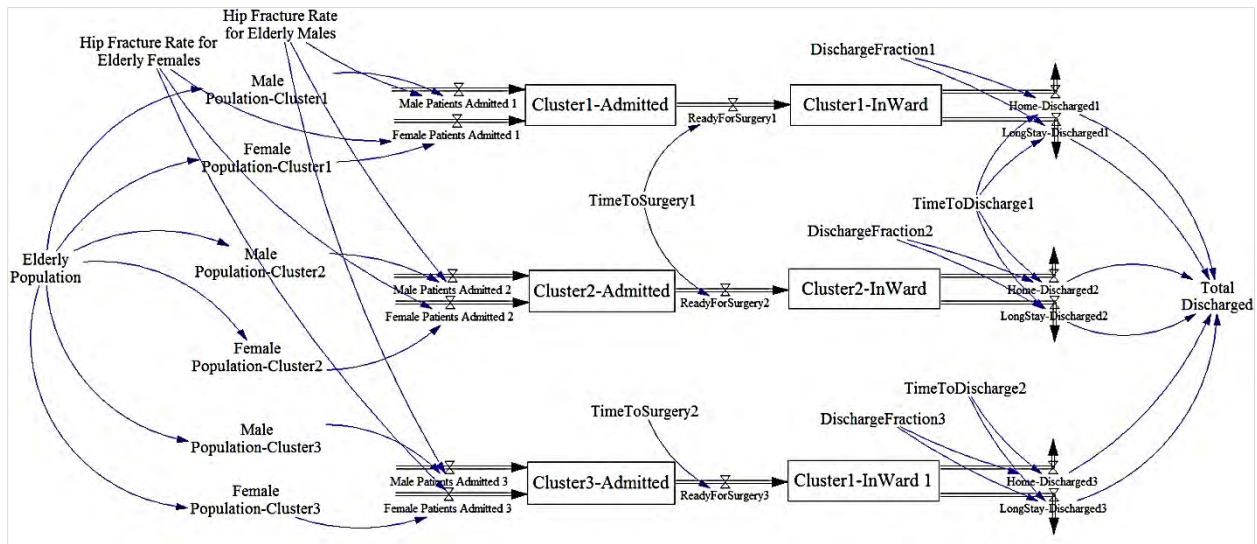 Hip Fracture Rate
for Elderly Males
Hip Fracture Rate for
Elderly Females
Male
Poulation-Cluster1
Male Patients Admitted 1
Female Patients Admitted 1
Cluster1-Admitted
ReadyForSurgery1
Cluster1-InWard
DischargeFraction1
Home-Discharged1
LongStay-Discharged1
Female
Population-Cluster1
TimeToSurgery1
TimeToDischarge1
DischargeFraction2
Elderly
Population
Male
Population-Cluster2
Male Patients Admitted 2
Female Patients Admitted 2
Cluster2-Admitted
ReadyForSurgery2
Cluster2-InWard
Home-Discharged2
LongStay-Discharged2
Total
Discharged
Female
Population-Cluster2
TimeToDischarge2
TimeToSurgery2
DischargeFraction3
Male
Population-Cluster3
Male Patients Admitted 3
Female Patients Admitted 3
Cluster3-Admitted
ReadyForSurgery3
Cluster1-InWard 1
Home-Discharged3
LongStay-Discharged3
Female
Population-Cluster3